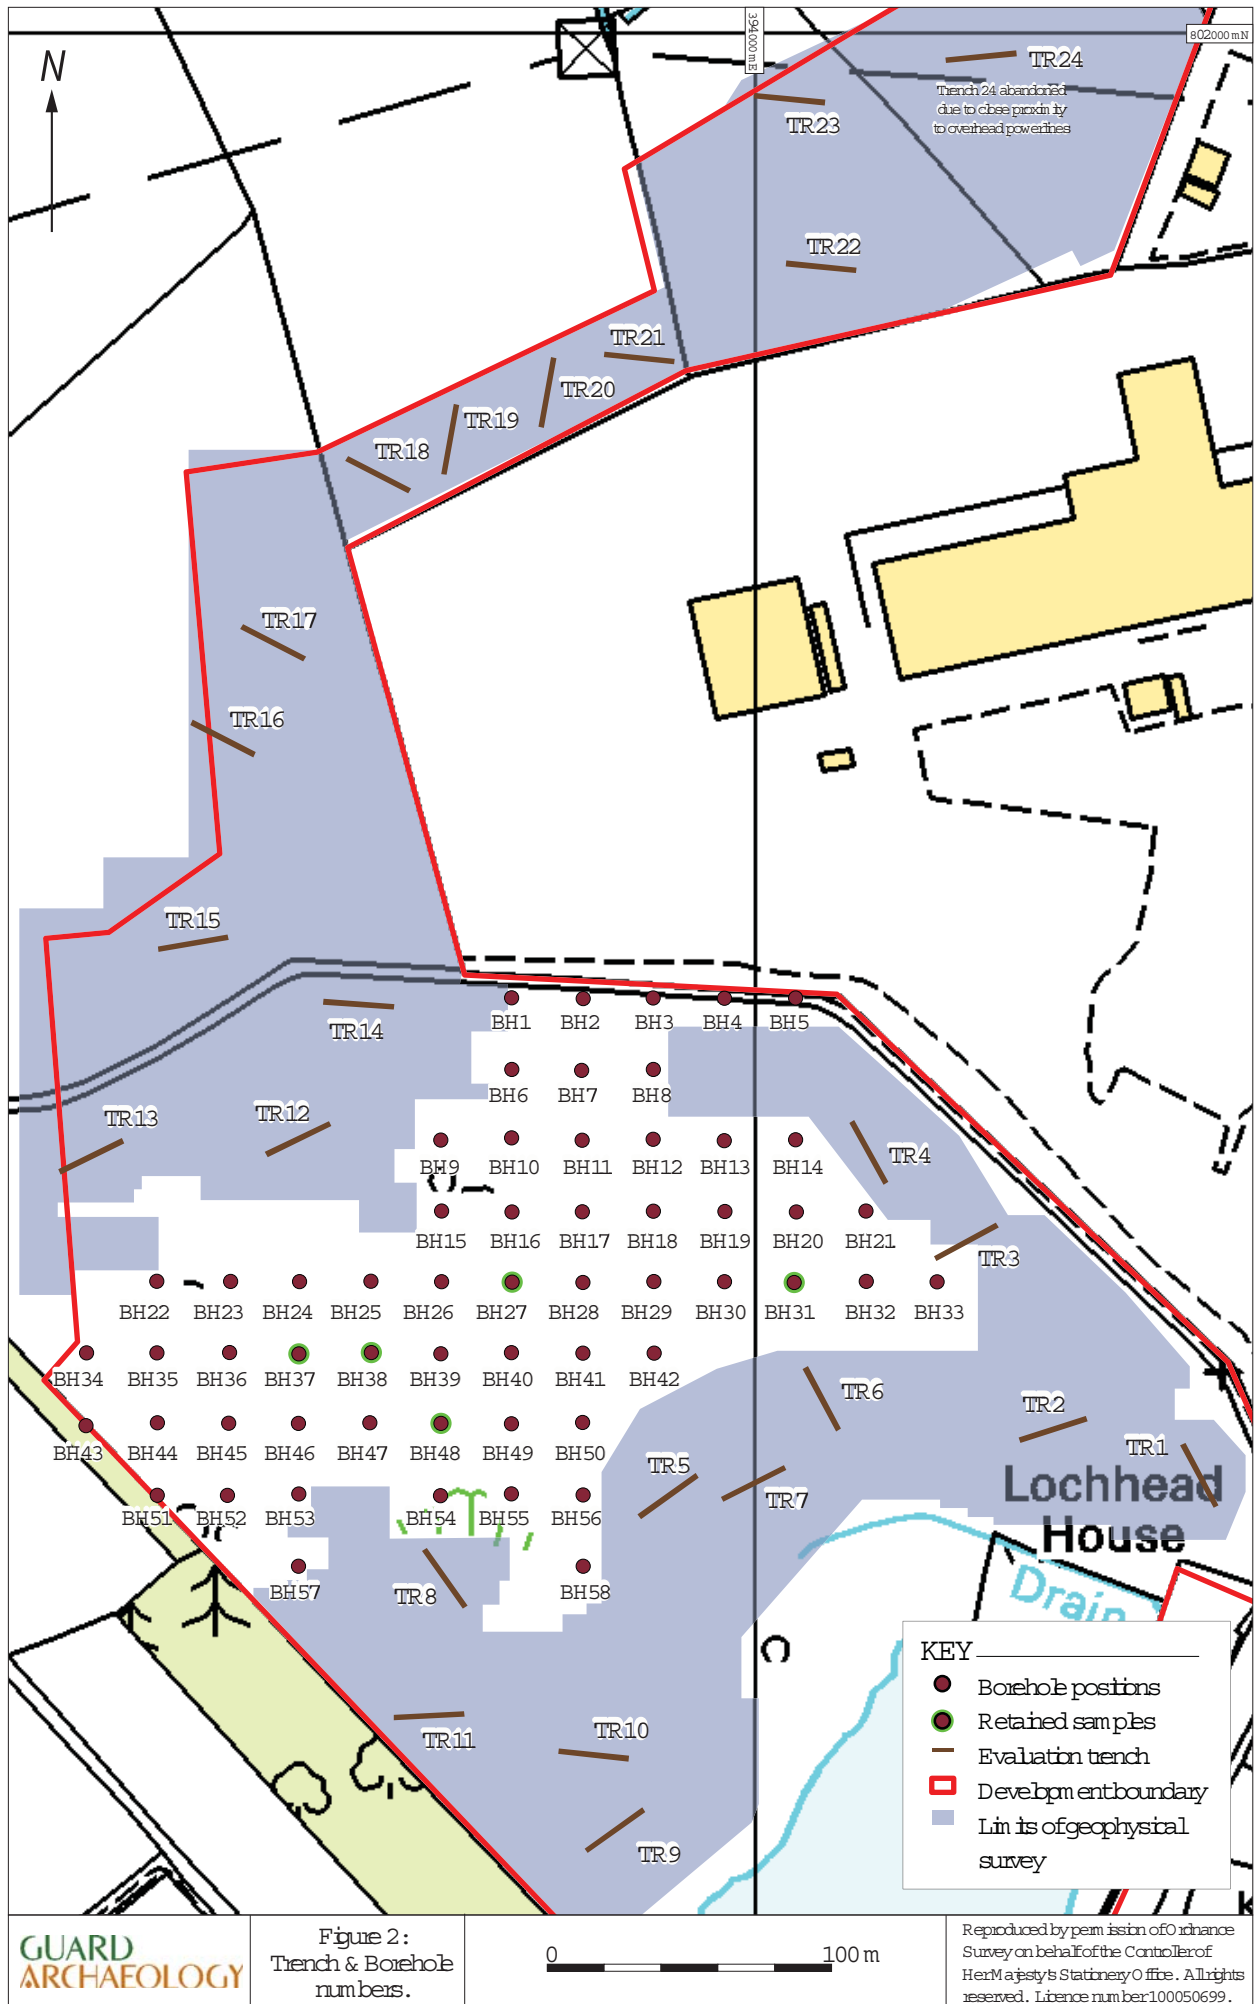 N
394000 mE
802000 mN
TR24
Trench 24 abandoned
due to close proximity
to overhead powerlines
TR23
TR22
TR21
TR20
TR19
TR18
TR17
TR16
TR15
TR14
BH1 BH2 BH3 BH4 BH5
BH6 BH7 BH8
TR13 TR12
TR4
BH9 BH10 BH11 BH12 BH13 BH14
BH15 BH16 BH17 BH18 BH19 BH20 BH21
TR3
BH22 BH23 BH24 BH25 BH26 BH27 BH28 BH29 BH30 BH31 BH32 BH33
BH34 BH35 BH36 BH37 BH38 BH39 BH40 BH41 BH42
TR6
TR2
TR1
BH43 BH44 BH45 BH46 BH47 BH48 BH49 BH50
TR5
TR7
Lochhead
House
BH51 BH52 BH53 BH54 BH55 BH56
BH57 TR8 BH58
Drain
TR11
TR10
TR9
KEY
Borehole positions
Retained samples
Evaluation trench
Development boundary
Limits of geophysical
survey
GUARD
ARCHAEOLOGY
Figure 2:
Trench & Borehole
numbers.
0 100 m
Reproduced by permission of Ordnance
Survey on behalf of the Controller of
Her Majesty's Stationery Office. All rights
reserved. Licence number 100050699.